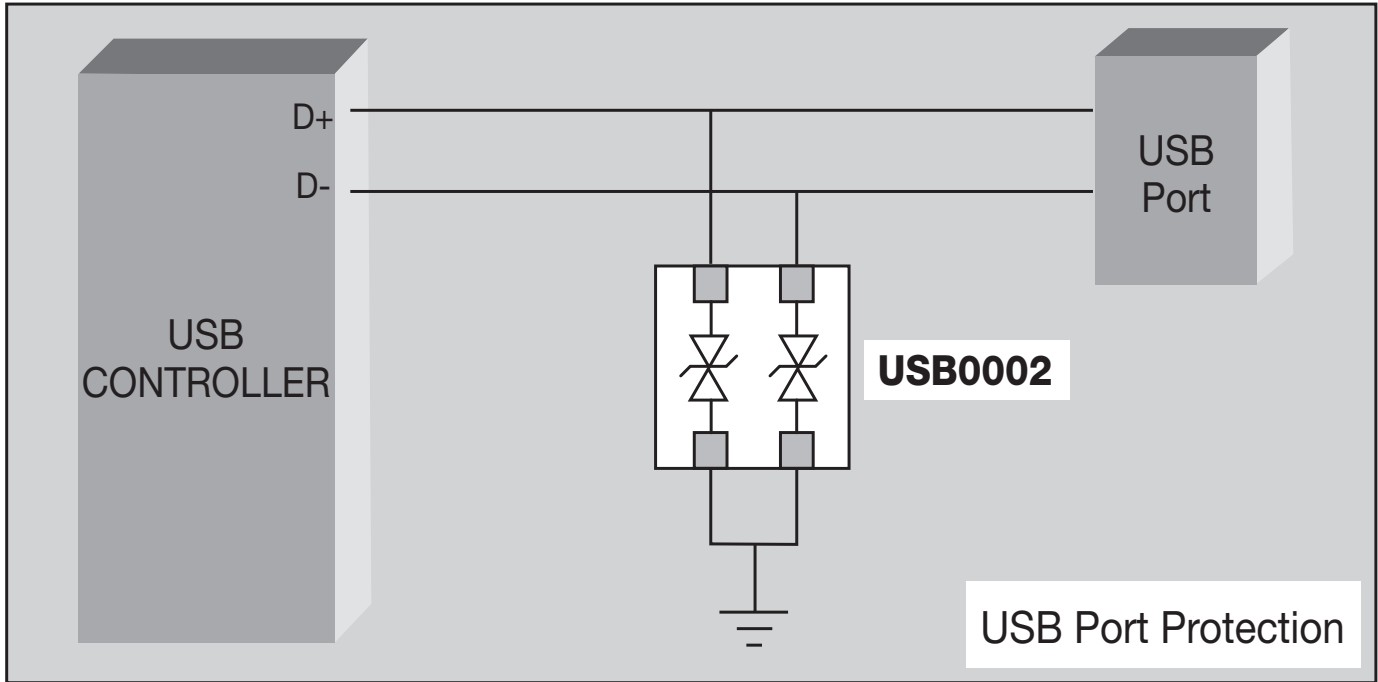 D+
D-
USB
Port
USB
CONTROLLER
USB0002
USB Port Protection